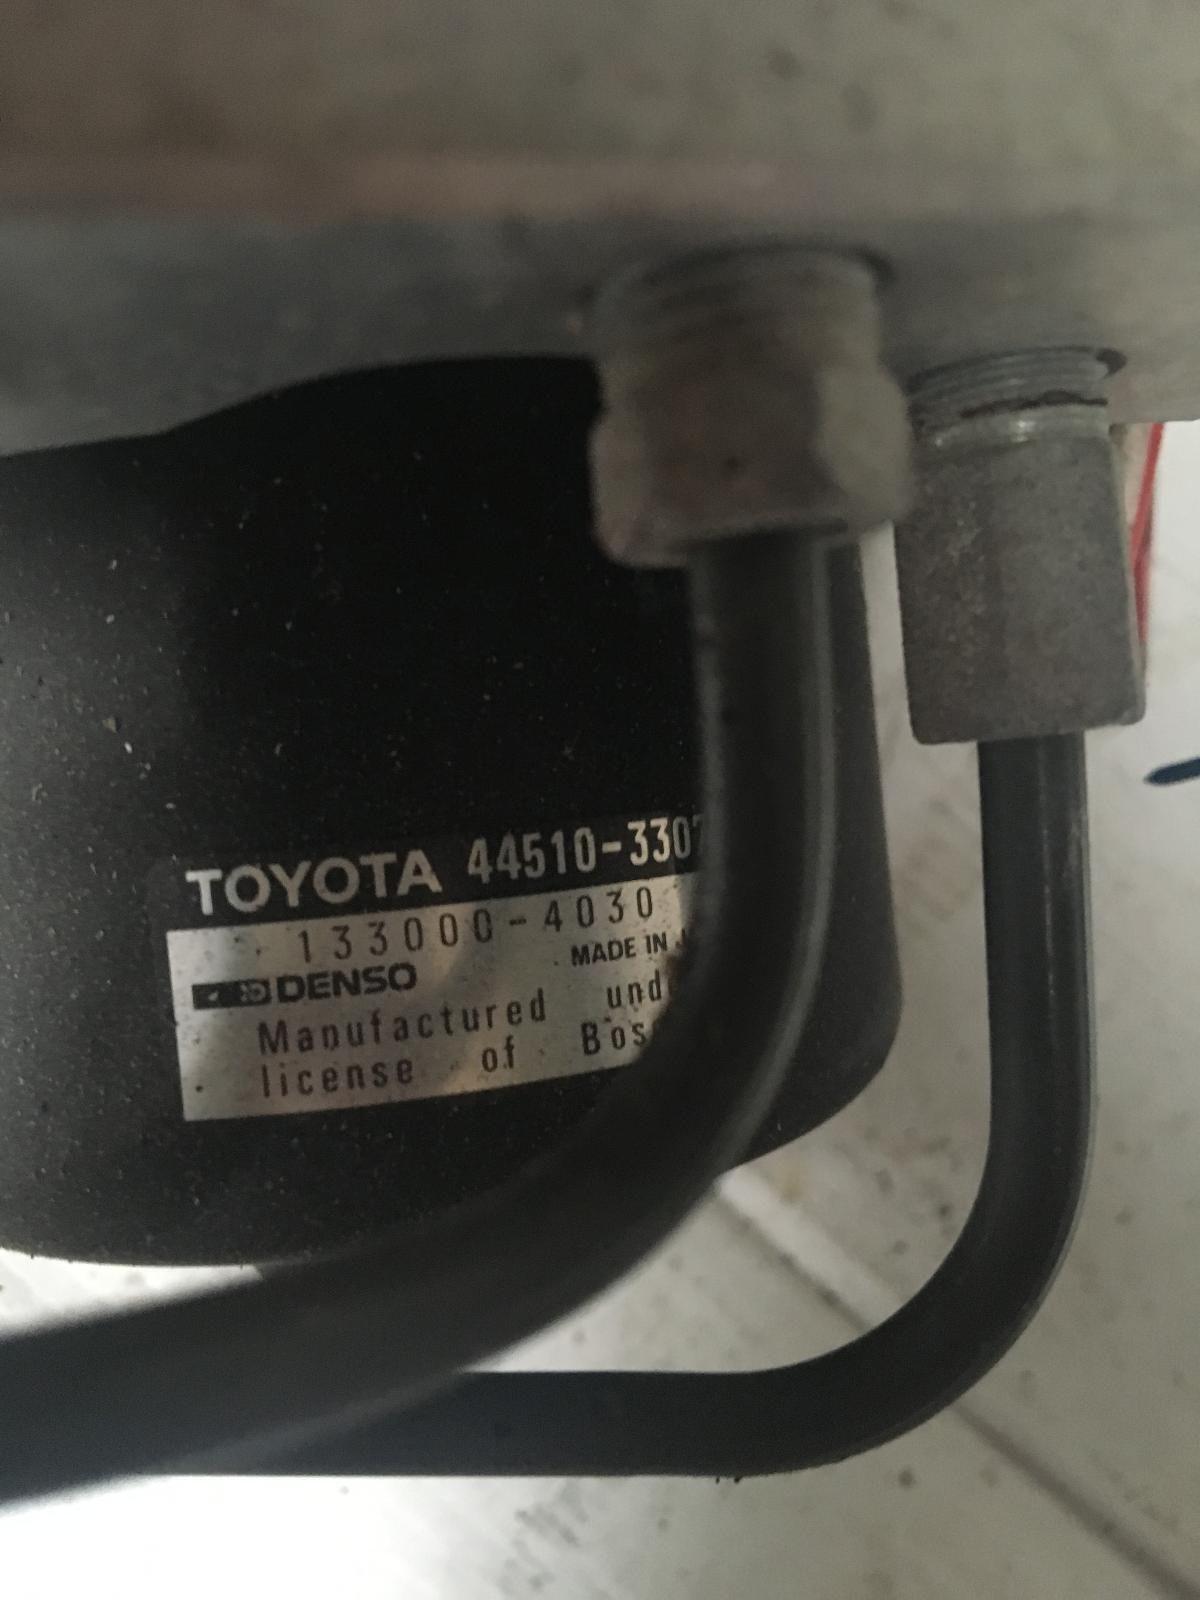 TOYOTA 44510-3307
133000-4030
DENSO MADE IN J
Manufactured und
license of Bos